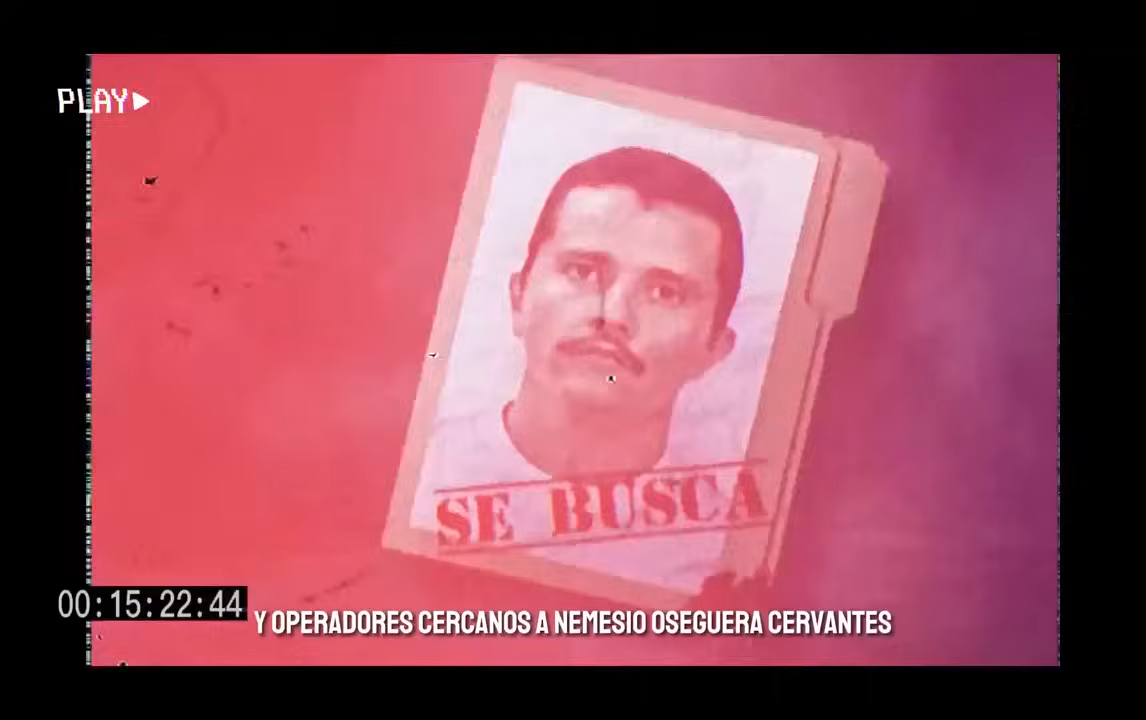 PLAY
SE BUSCA
00:15:22:44
Y OPERADORES CERCANOS A NEMESIO OSEGUERA CERVANTES